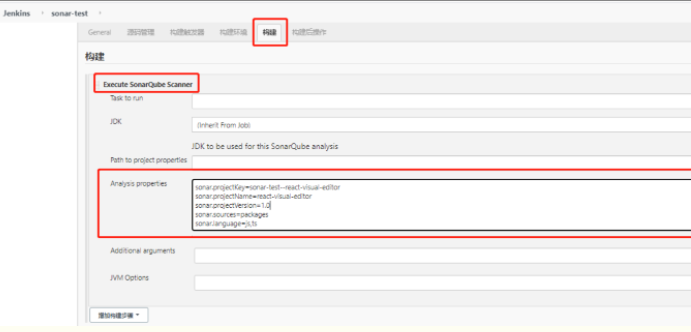 Jenkins › sonar-test ›
General 源码管理 构建触发器 构建环境 构建 构建后操作
构建
Execute SonarQube Scanner
Task to run
JDK
(Inherit From Job)
JDK to be used for this SonarQube analysis
Path to project properties
Analysis properties
sonar.projectKey=sonar-test--react-visual-editor
sonar.projectName=react-visual-editor
sonar.projectVersion=1.0
sonar.sources=packages
sonar.language=js,ts
Additional arguments
JVM Options
增加构建步骤